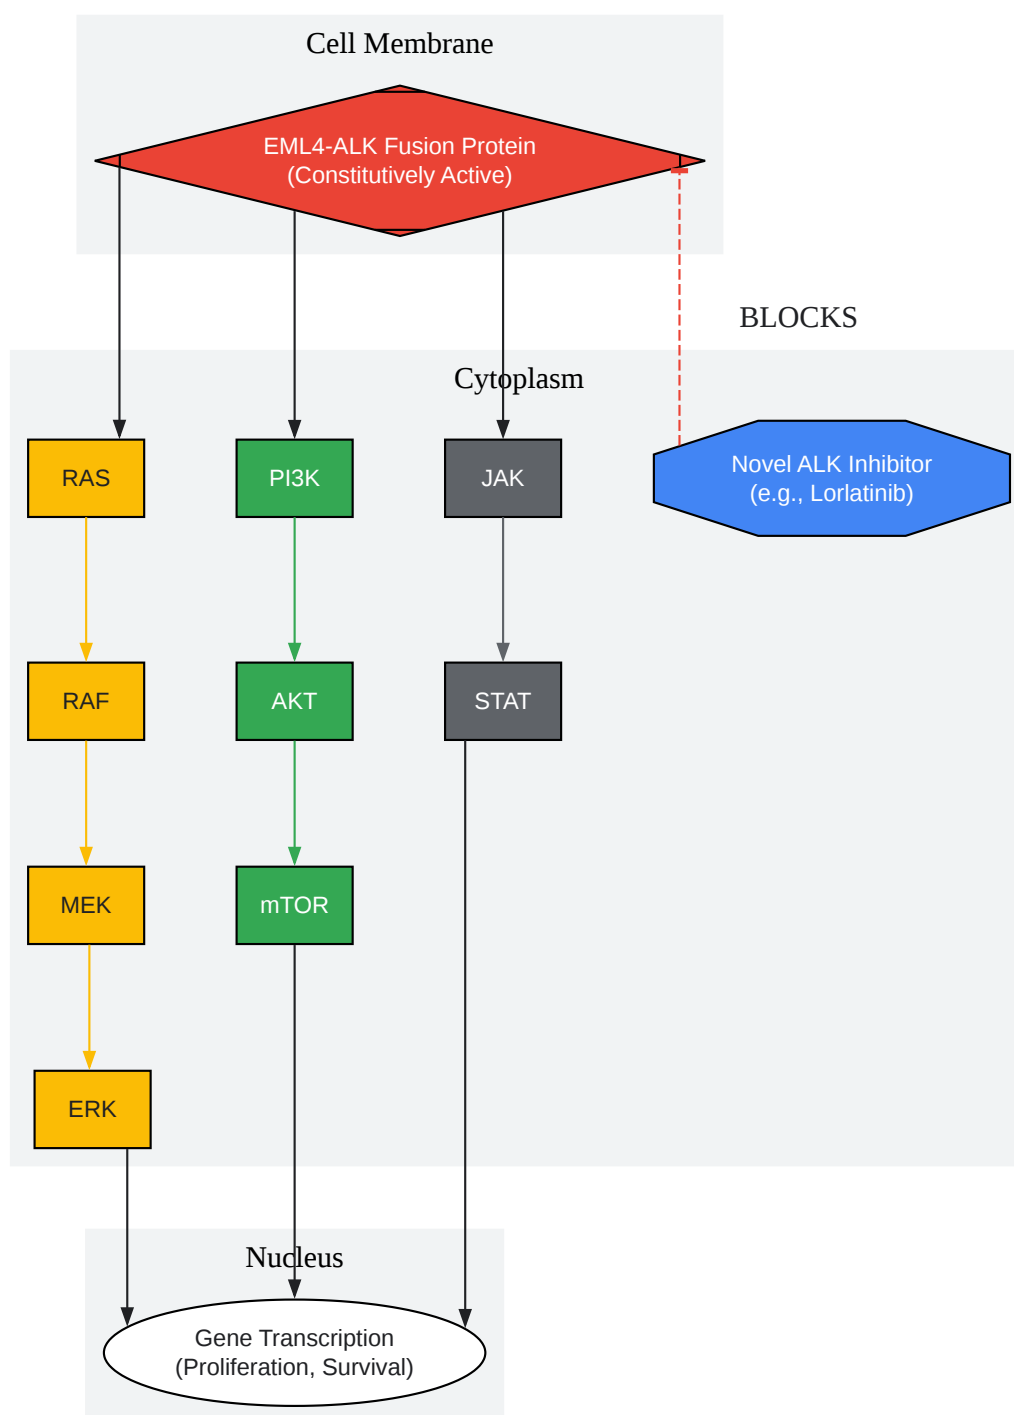 Cell Membrane
EML4-ALK Fusion Protein
(Constitutively Active)
BLOCKS
Cytoplasm
RAS
PI3K
JAK
Novel ALK Inhibitor
(e.g., Lorlatinib)
RAF
AKT
STAT
MEK
mTOR
ERK
Nucleus
Gene Transcription
(Proliferation, Survival)